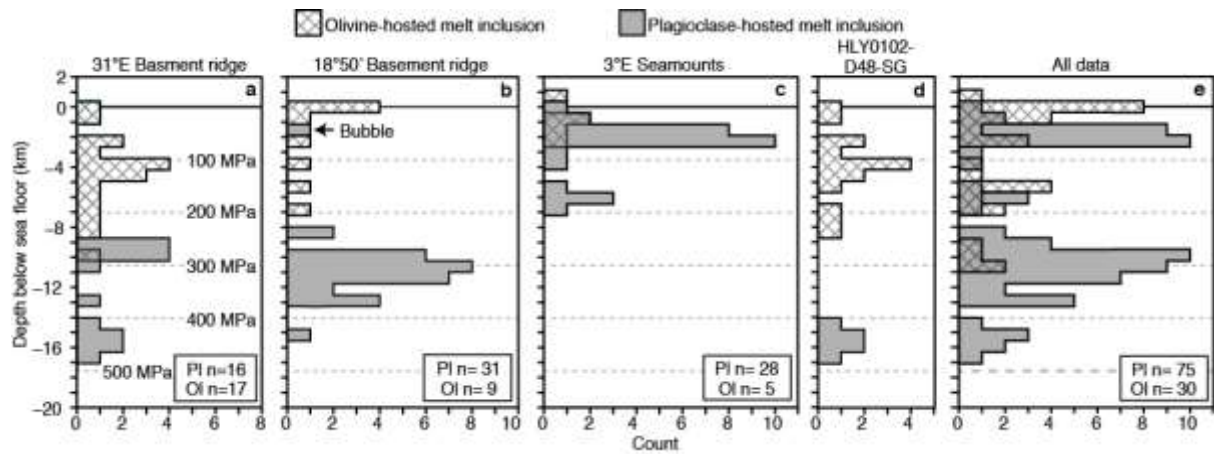 Olivine-hosted melt inclusion Plagioclase-hosted melt inclusion
31°E Basment ridge 18°50' Basement ridge 3°E Seamounts HLY0102-D48-SG All data
a b c d e
Depth below sea floor (km)
2
0
−4
−8
−12
−16
−20
Bubble
100 MPa
200 MPa
300 MPa
400 MPa
500 MPa
Pl n=16
Ol n=17
Pl n= 31
Ol n= 9
Pl n= 28
Ol n= 5
Pl n= 75
Ol n= 30
0 2 4 6 8 0 2 4 6 8 10 0 2 4 6 8 10 0 2 4 0 2 4 6 8 10
Count